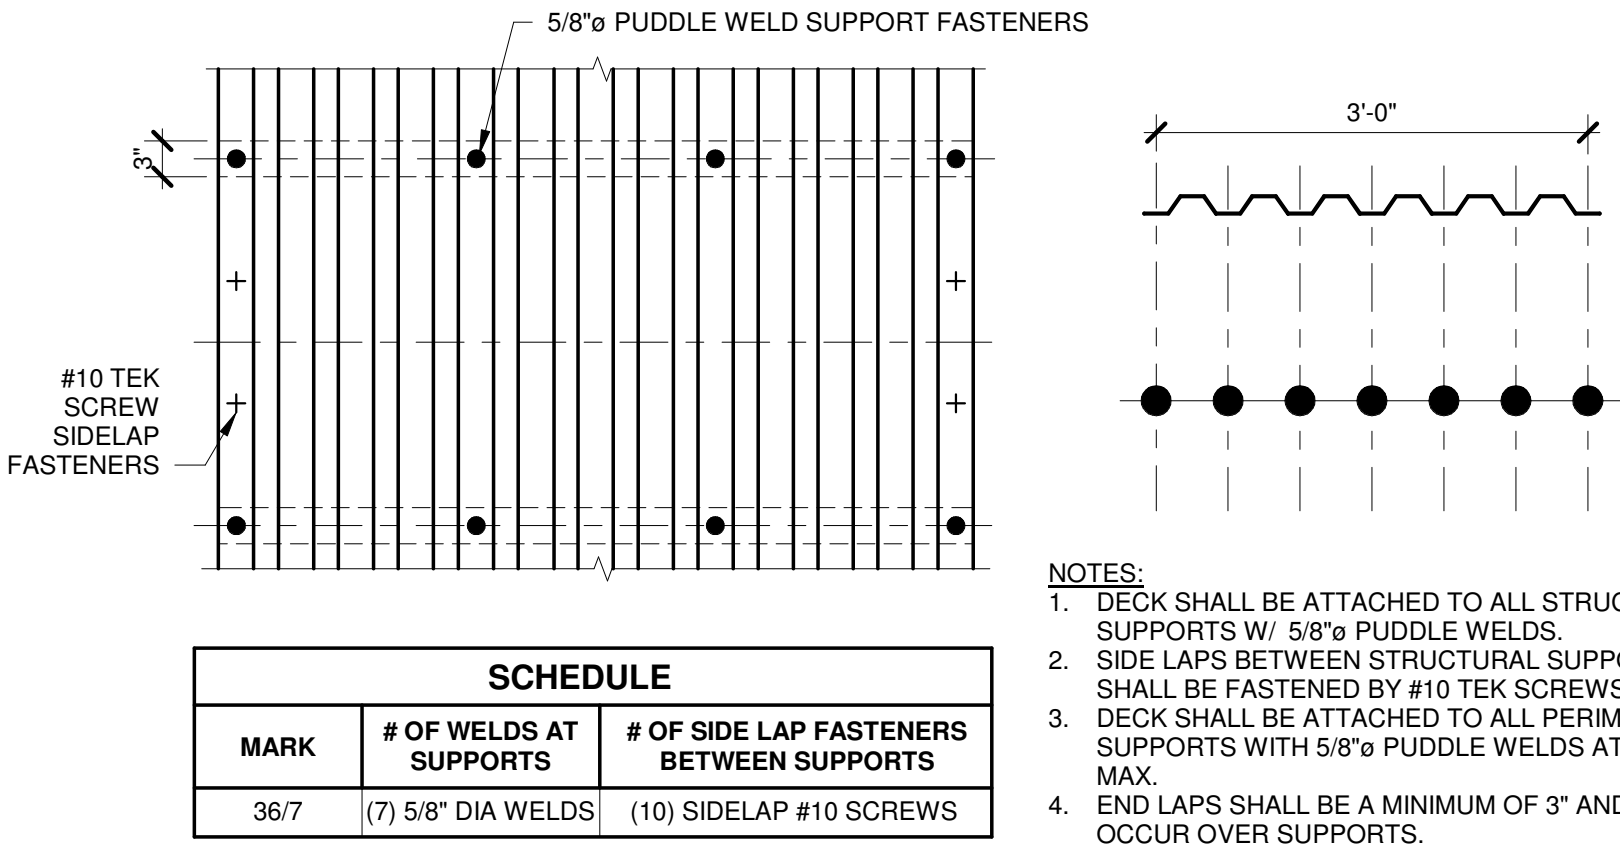 5/8"ø PUDDLE WELD SUPPORT FASTENERS
3"
#10 TEK
SCREW
SIDELAP
FASTENERS
3'-0"
SCHEDULE
MARK
# OF WELDS AT
SUPPORTS
# OF SIDE LAP FASTENERS
BETWEEN SUPPORTS
36/7
(7) 5/8" DIA WELDS
(10) SIDELAP #10 SCREWS
NOTES:
1. DECK SHALL BE ATTACHED TO ALL
SUPPORTS W/ 5/8"ø PUDDLE WELDS.
2. SIDE LAPS BETWEEN STRUCTURAL
SHALL BE FASTENED BY #10 TEK SCREWS
3. DECK SHALL BE ATTACHED TO ALL
SUPPORTS WITH 5/8"ø PUDDLE WELDS AT
MAX.
4. END LAPS SHALL BE A MINIMUM OF 3" AND
OCCUR OVER SUPPORTS.